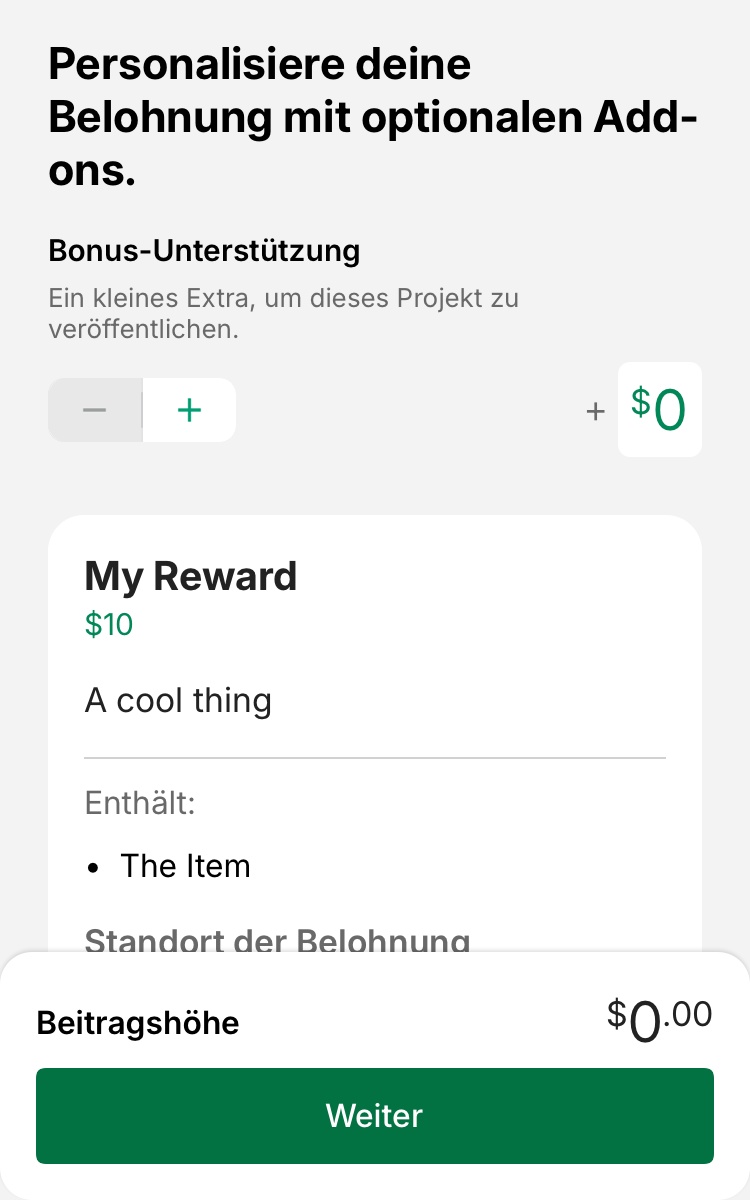 Personalisiere deine
Belohnung mit optionalen Add-
ons.
Bonus-Unterstützung
Ein kleines Extra, um dieses Projekt zu
veröffentlichen.
− +
+ $0
My Reward
$10
A cool thing
Enthält:
• The Item
Standort der Belohnung
Beitragshöhe $0.00
Weiter